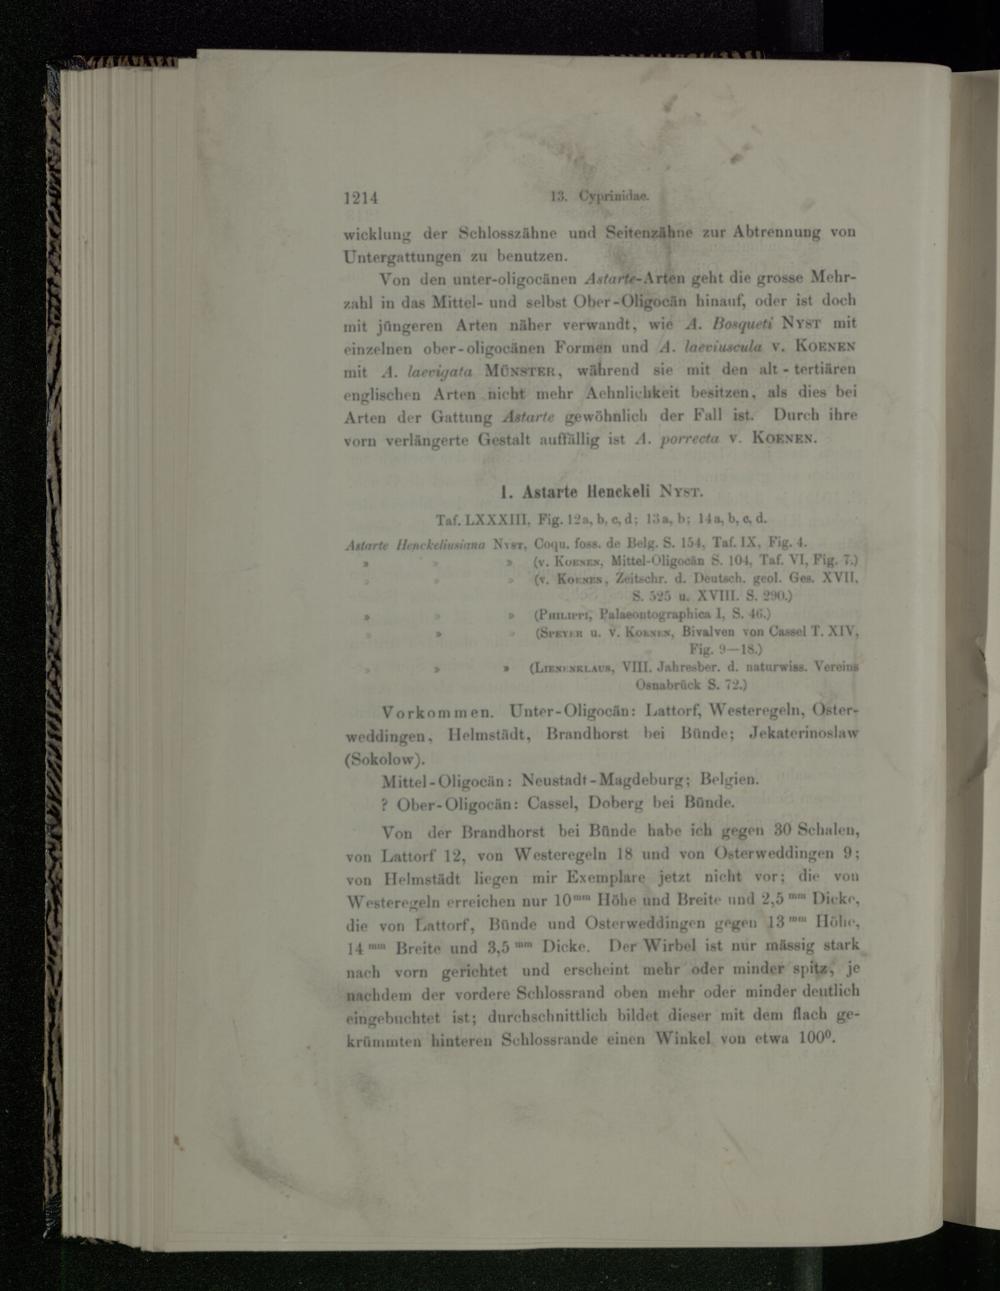 1214 13. Cyprinidae.
wicklung der Schlosszähne und Seitenzähne zur Abtrennung von
Untergattungen zu benutzen.
Von den unter-oligocänen Astarte-Arten geht die grosse Mehr-
zahl in das Mittel- und selbst Ober-Oligocän hinauf, oder ist doch
mit jüngeren Arten näher verwandt, wie A. Bosqueti NYST mit
einzelnen ober-oligocänen Formen und A. laeviuscula v. KOENEN
mit A. laevigata MÜNSTER, während sie mit den alt-tertiären
englischen Arten nicht mehr Aehnlichkeit besitzen, als dies bei
Arten der Gattung Astarte gewöhnlich der Fall ist. Durch ihre
vorn verlängerte Gestalt auffällig ist A. porrecta v. KOENEN.
1. Astarte Henckeli NYST.
Taf. LXXXIII, Fig. 12a, b, c, d; 13a, b; 14a, b, c, d.
Astarte Henckeliusiana NYST, Coqu. foss. de Belg. S. 154, Taf. IX, Fig. 4.
» » » (v. KOENEN, Mittel-Oligocän S. 104, Taf. VI, Fig. 7.)
» » » (v. KOENEN, Zeitschr. d. Deutsch. geol. Ges. XVII,
S. 525 u. XVIII. S. 290.)
» » » (PHILIPPI, Palaeontographica I, S. 46.)
» » » (SPEYER u. V. KOENEN, Bivalven von Cassel T. XIV,
Fig. 9—18.)
» » » (LIENENKLAUS, VIII. Jahresber. d. naturwiss. Vereins
Osnabrück S. 72.)
Vorkommen. Unter-Oligocän: Lattorf, Westeregeln, Oster-
weddingen, Helmstädt, Brandhorst bei Bünde; Jekaterinoslaw
(Sokolow).
Mittel-Oligocän: Neustadt-Magdeburg; Belgien.
? Ober-Oligocän: Cassel, Doberg bei Bünde.
Von der Brandhorst bei Bünde habe ich gegen 30 Schalen,
von Lattorf 12, von Westeregeln 18 und von Osterweddingen 9;
von Helmstädt liegen mir Exemplare jetzt nicht vor; die von
Westeregeln erreichen nur 10mm Höhe und Breite und 2,5 mm Dicke,
die von Lattorf, Bünde und Osterweddingen gegen 13 mm Höhe,
14 mm Breite und 3,5 mm Dicke. Der Wirbel ist nur mässig stark
nach vorn gerichtet und erscheint mehr oder minder spitz, je
nachdem der vordere Schlossrand oben mehr oder minder deutlich
eingebuchtet ist; durchschnittlich bildet dieser mit dem flach ge-
krümmten hinteren Schlossrande einen Winkel von etwa 100⁰.